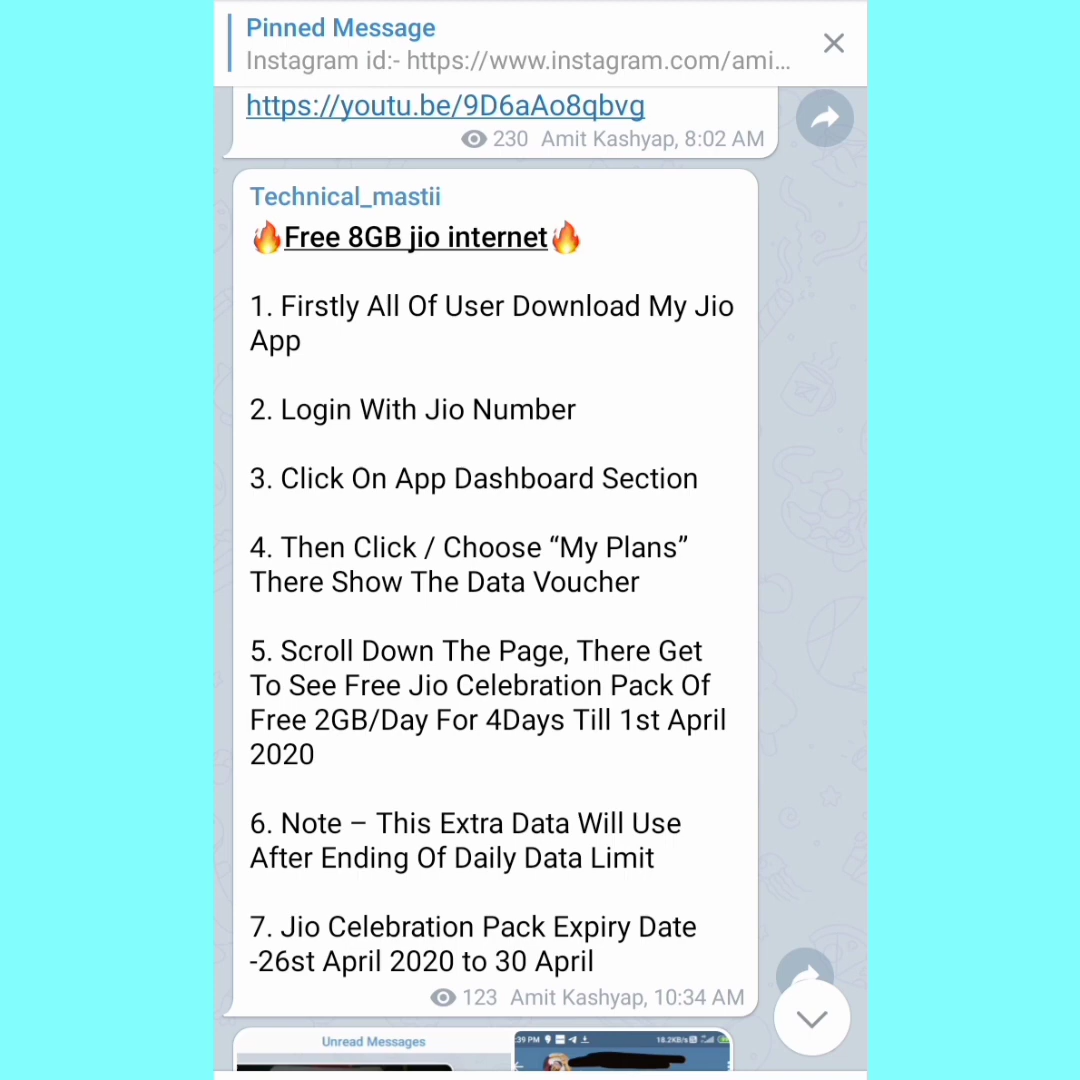 Pinned Message
Instagram id:- https://www.instagram.com/ami...
https://youtu.be/9D6aAo8qbvg
230 Amit Kashyap, 8:02 AM
Technical_mastii
🔥Free 8GB jio internet🔥
1. Firstly All Of User Download My Jio
App
2. Login With Jio Number
3. Click On App Dashboard Section
4. Then Click / Choose “My Plans”
There Show The Data Voucher
5. Scroll Down The Page, There Get
To See Free Jio Celebration Pack Of
Free 2GB/Day For 4Days Till 1st April
2020
6. Note – This Extra Data Will Use
After Ending Of Daily Data Limit
7. Jio Celebration Pack Expiry Date
-26st April 2020 to 30 April
123 Amit Kashyap, 10:34 AM
Unread Messages
:39 PM 18.2KB/s